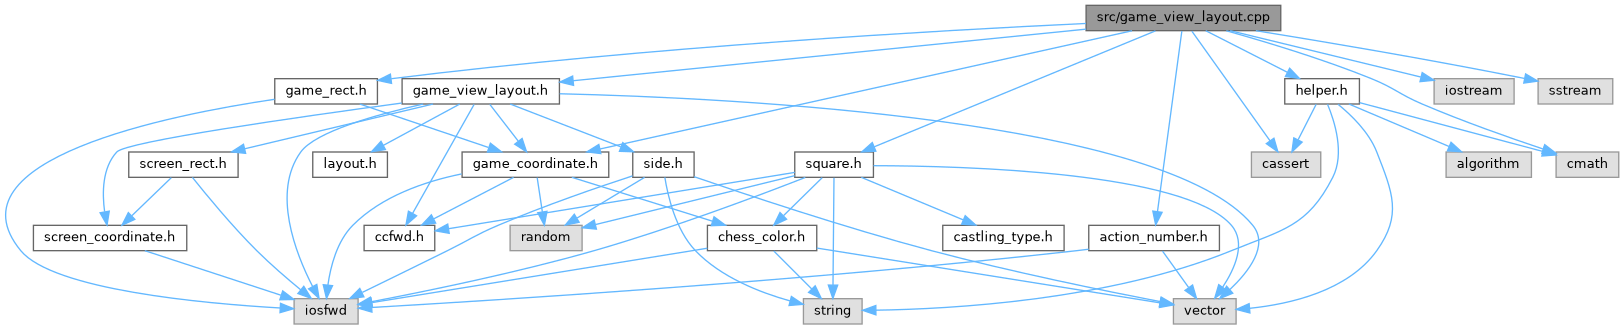 src/game_view_layout.cpp
game_rect.h
game_view_layout.h
helper.h
iostream
sstream
screen_rect.h
layout.h
game_coordinate.h
side.h
square.h
cassert
algorithm
cmath
screen_coordinate.h
ccfwd.h
random
chess_color.h
castling_type.h
action_number.h
iosfwd
string
vector